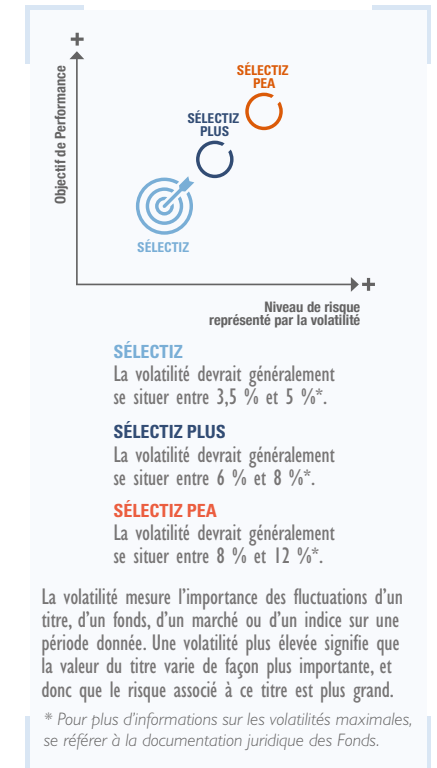 +
Objectif de Performance
SÉLECTIZ
PEA
SÉLECTIZ
PLUS
SÉLECTIZ
+
Niveau de risque
représenté par la volatilité
SÉLECTIZ
La volatilité devrait généralement
se situer entre 3,5 % et 5 %*.
SÉLECTIZ PLUS
La volatilité devrait généralement
se situer entre 6 % et 8 %*.
SÉLECTIZ PEA
La volatilité devrait généralement
se situer entre 8 % et 12 %*.
La volatilité mesure l’importance des fluctuations d’un
titre, d’un fonds, d’un marché ou d’un indice sur une
période donnée. Une volatilité plus élevée signifie que
la valeur du titre varie de façon plus importante, et
donc que le risque associé à ce titre est plus grand.
* Pour plus d’informations sur les volatilités maximales,
se référer à la documentation juridique des Fonds.